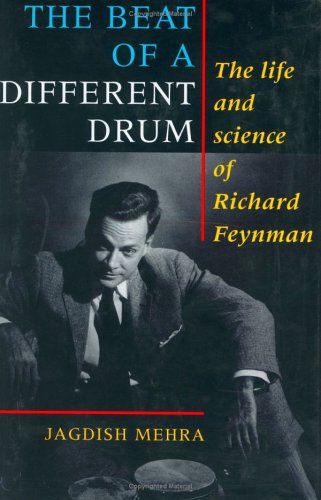 THE BEAT
OF A
DIFFERENT
DRUM
The life
and
science
of
Richard
Feynman
JAGDISH MEHRA